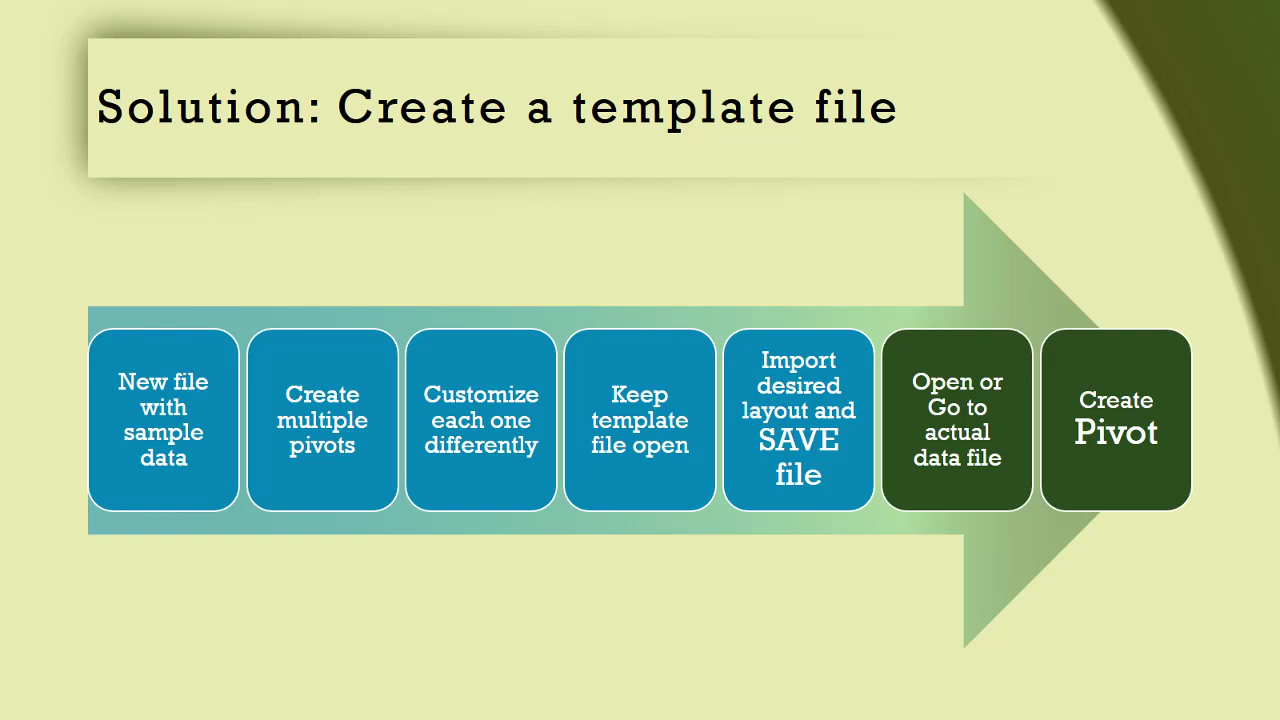 Solution: Create a template file
New file
with
sample
data
Create
multiple
pivots
Customize
each one
differently
Keep
template
file open
Import
desired
layout and
SAVE
file
Open or
Go to
actual
data file
Create
Pivot